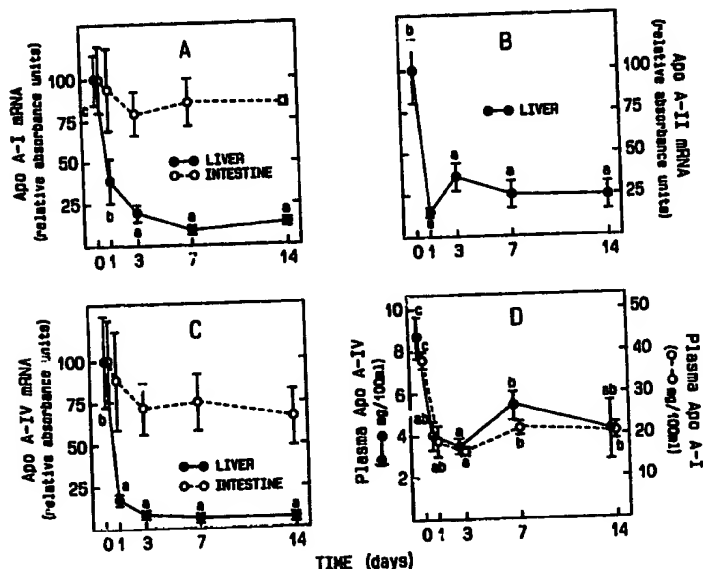 A
Apo A-I mRNA
(relative absorbance units)
100
75
50
25
LIVER
INTESTINE
c
b
a
a
a
a
0 1 3 7 14
B
Apo A-II mRNA
(relative absorbance units)
100
75
50
25
LIVER
b
a
a
a
a
0 1 3 7 14
C
Apo A-IV mRNA
(relative absorbance units)
100
75
50
25
LIVER
INTESTINE
b
a
a
a
a
0 1 3 7 14
D
Plasma Apo A-IV
(●-● mg/100ml)
10
8
6
4
2
Plasma Apo A-I
(○-○ mg/100ml)
50
40
30
20
10
c
c
ab
ab
a
a
b
b
ab
b
0 1 3 7 14
TIME (days)